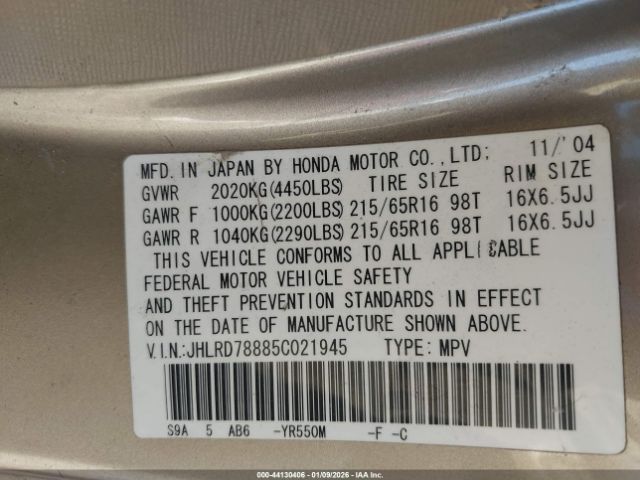 MFD. IN JAPAN BY HONDA MOTOR CO., LTD; 11/'04
GVWR 2020KG(4450LBS) TIRE SIZE RIM SIZE
GAWR F 1000KG(2200LBS) 215/65R16 98T 16X6.5JJ
GAWR R 1040KG(2290LBS) 215/65R16 98T 16X6.5JJ
THIS VEHICLE CONFORMS TO ALL APPLICABLE
FEDERAL MOTOR VEHICLE SAFETY
AND THEFT PREVENTION STANDARDS IN EFFECT
ON THE DATE OF MANUFACTURE SHOWN ABOVE.
V.I.N.:JHLRD78885C021945 TYPE: MPV
S9A 5 AB6 -YR550M -F -C
000-44130406 - 01/09/2026 - IAAI.com